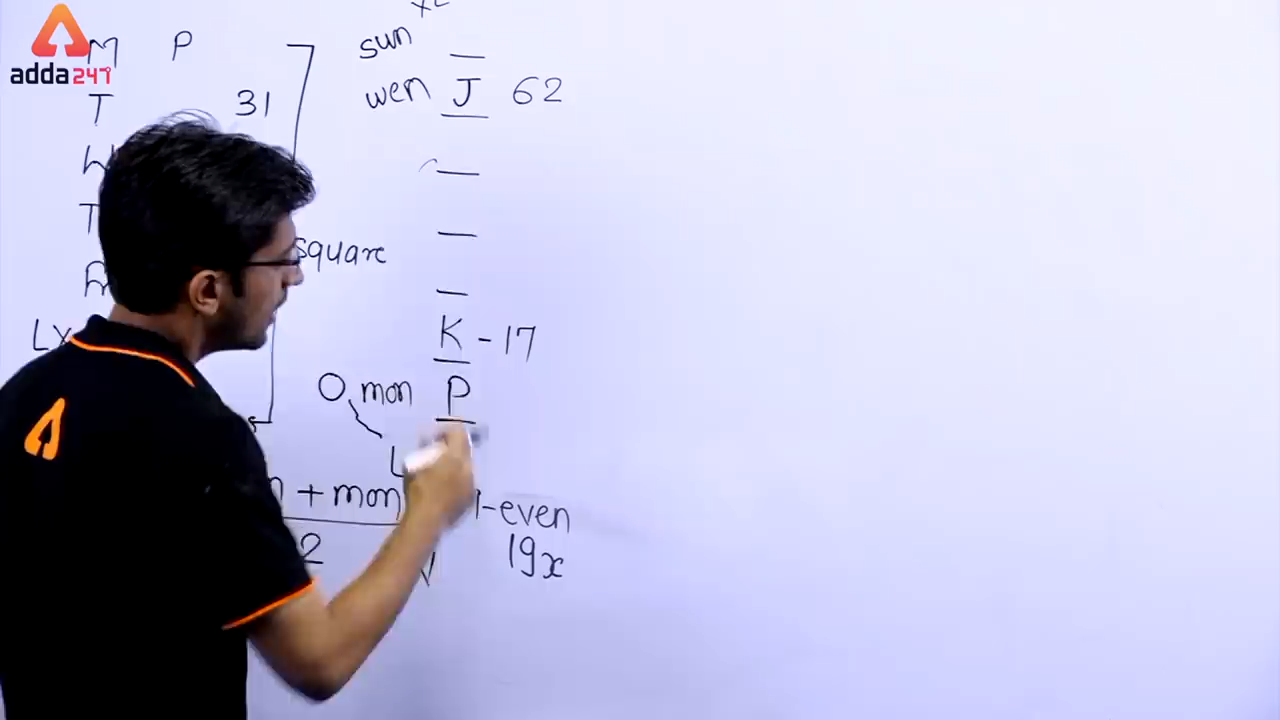 adda247
M P
T 31
W
T
F
Lx
sun
wen J 62
square
K - 17
O mon P
L
+ mon
2
-even
19x